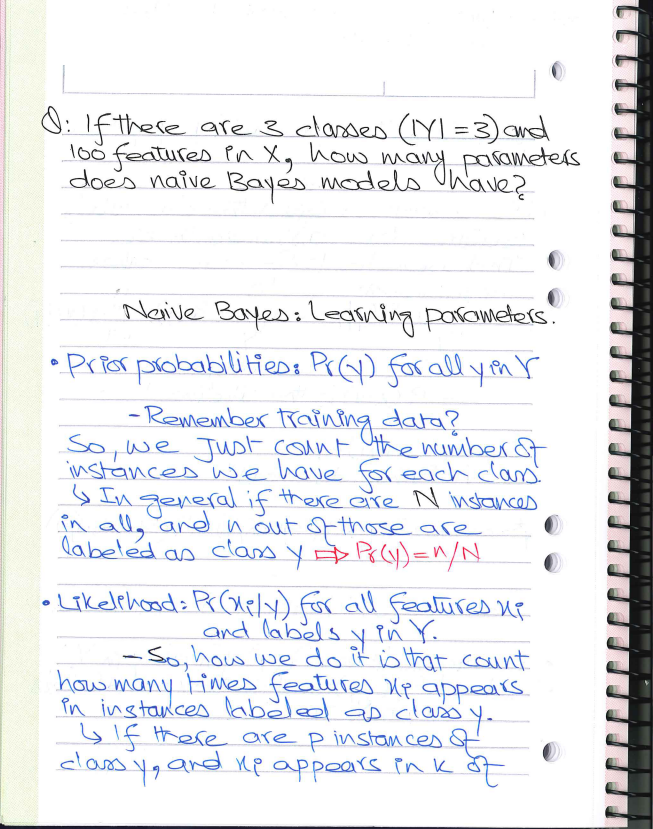 Q: If there are 3 classes (|Y| = 3) and
100 features in X, how many parameters
does naive Bayes models have?
Naive Bayes: Learning parameters.
• Prior probabilities: Pr(y) for all y in Y
- Remember training data?
So, we Just count the number of
instances we have for each class.
↳ In general if there are N instances
in all, and n out of those are
labeled as class y ⇒ Pr(y) = n/N
• Likelihood: Pr(xi/y) for all features xi
and labels y in Y.
- So, how we do it is that count
how many times features xi appears
in instances labeled as class y.
↳ If there are p instances of
class y, and xi appears in k of